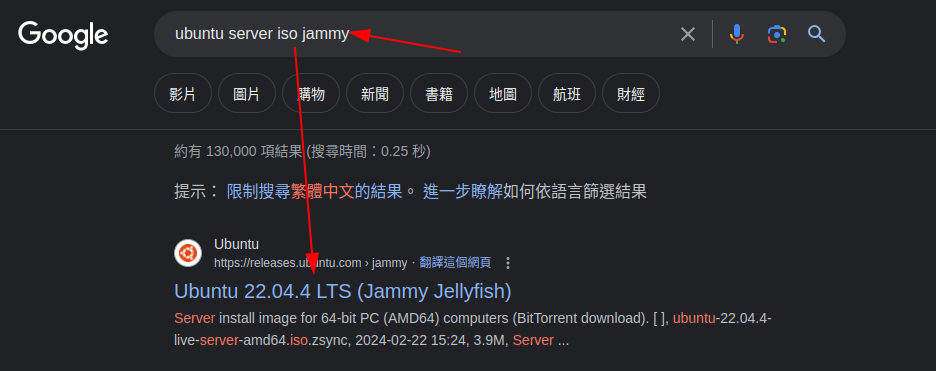 Google
ubuntu server iso jammy
影片 圖片 購物 新聞 書籍 地圖 航班 財經
約有 130,000 項結果 (搜尋時間：0.25 秒)
提示： 限制搜尋繁體中文的結果。 進一步瞭解如何依語言篩選結果
Ubuntu
https://releases.ubuntu.com › jammy · 翻譯這個網頁
Ubuntu 22.04.4 LTS (Jammy Jellyfish)
Server install image for 64-bit PC (AMD64) computers (BitTorrent download). [ ], ubuntu-22.04.4-
live-server-amd64.iso.zsync, 2024-02-22 15:24, 3.9M, Server ...